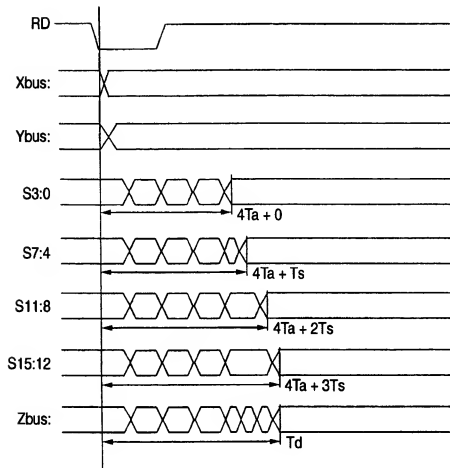 RD
Xbus:
Ybus:
S3:0
4Ta + 0
S7:4
4Ta + Ts
S11:8
4Ta + 2Ts
S15:12
4Ta + 3Ts
Zbus:
Td